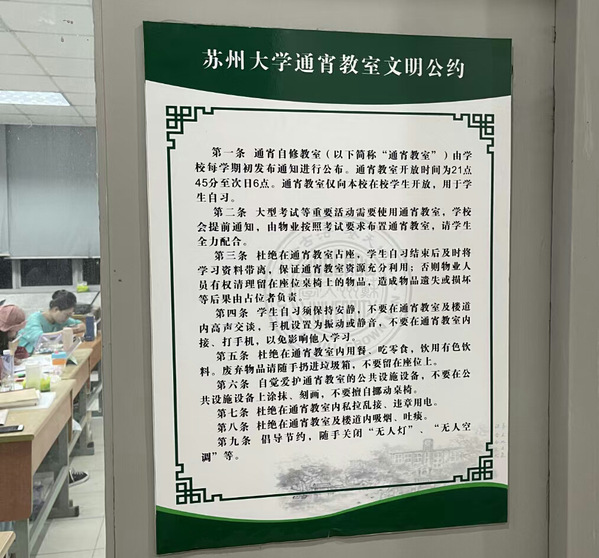 苏州大学通宵教室文明公约
第一条 通宵自修教室（以下简称“通宵教室”）由学
校每学期初发布通知进行公布。通宵教室开放时间为21点
45分至次日6点。通宵教室仅向本校在校学生开放，用于学
生自习。
第二条 大型考试等重要活动需要使用通宵教室，学校
会提前通知，由物业按照考试要求布置通宵教室，请学生
全力配合。
第三条 杜绝在通宵教室占座，学生自习结束后及时将
学习资料带离，保证通宵教室资源充分利用；否则物业人
员有权清理留在座位桌椅上的物品，造成物品遗失或损坏
等后果由占位者负责。
第四条 学生自习须保持安静，不要在通宵教室及楼道
内高声交谈，手机设置为振动或静音，不要在通宵教室内
接、打手机，以免影响他人学习。
第五条 杜绝在通宵教室内用餐、吃零食，饮用有色饮
料。废弃物品请随手扔进垃圾箱，不要留在座位上。
第六条 自觉爱护通宵教室的公共设施设备，不要在公
共设施设备上涂抹、刻画，不要擅自挪动桌椅。
第七条 杜绝在通宵教室内私拉乱接、违章用电。
第八条 杜绝在通宵教室及楼道内吸烟、吐痰。
第九条 倡导节约，随手关闭“无人灯”、“无人空
调”等。